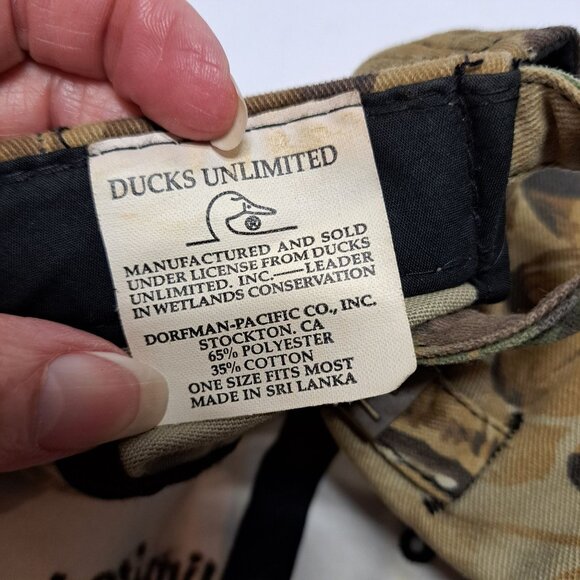 DUCKS UNLIMITED
MANUFACTURED AND SOLD
UNDER LICENSE FROM DUCKS
UNLIMITED, INC.—LEADER
IN WETLANDS CONSERVATION
DORFMAN-PACIFIC CO., INC.
STOCKTON, CA
65% POLYESTER
35% COTTON
ONE SIZE FITS MOST
MADE IN SRI LANKA